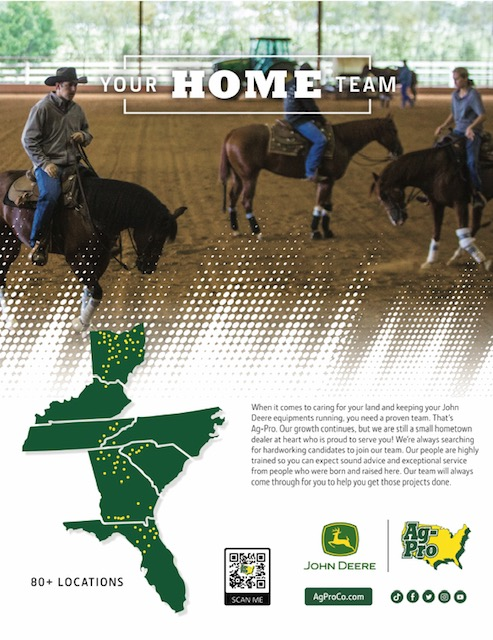 YOUR HOME TEAM
When it comes to caring for your land and keeping your John
Deere equipments running, you need a proven team. That's
Ag-Pro. Our growth continues, but we are still a small hometown
dealer at heart who is proud to serve you! We're always searching
for hardworking candidates to join our team. Our people are highly
trained so you can expect sound advice and exceptional service
from people who were born and raised here. Our team will always
come through for you to help you get those projects done.
80+ LOCATIONS
SCAN ME
JOHN DEERE
Ag-Pro
AgProCo.com